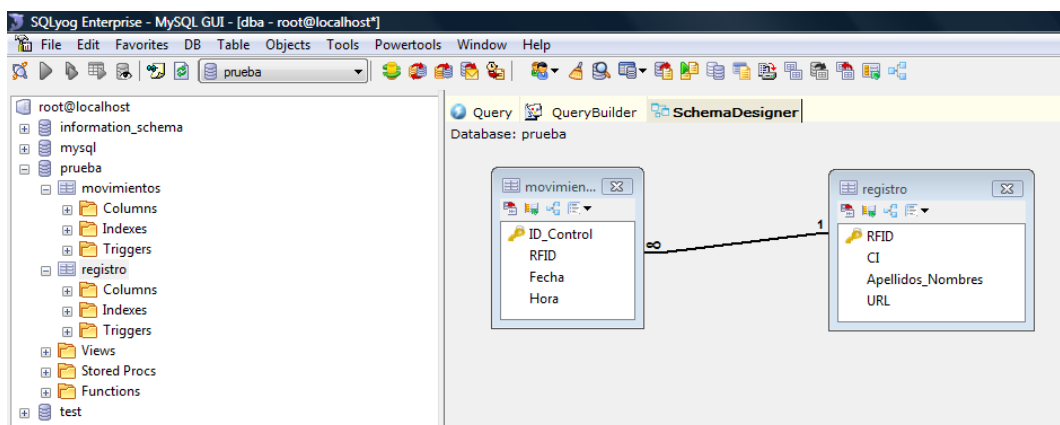 SQLyog Enterprise - MySQL GUI - [dba - root@localhost*]
File Edit Favorites DB Table Objects Tools Powertools Window Help
prueba
root@localhost
information_schema
mysql
prueba
movimientos
Columns
Indexes
Triggers
registro
Columns
Indexes
Triggers
Views
Stored Procs
Functions
test
Query QueryBuilder SchemaDesigner
Database: prueba
movimien...
ID_Control
RFID
Fecha
Hora
∞
1
registro
RFID
CI
Apellidos_Nombres
URL